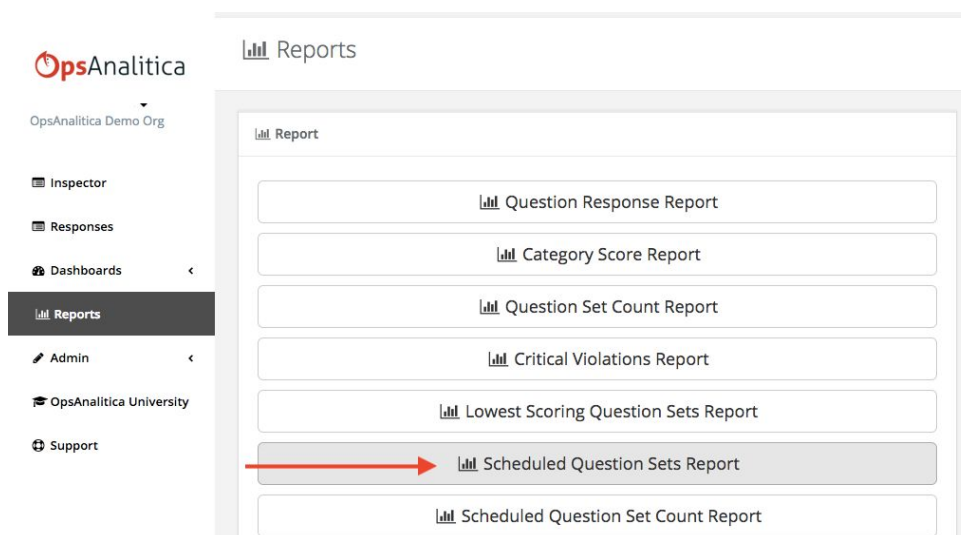 OpsAnalitica
OpsAnalitica Demo Org
Inspector
Responses
Dashboards
Reports
Admin
OpsAnalitica University
Support
Reports
Report
Question Response Report
Category Score Report
Question Set Count Report
Critical Violations Report
Lowest Scoring Question Sets Report
Scheduled Question Sets Report
Scheduled Question Set Count Report